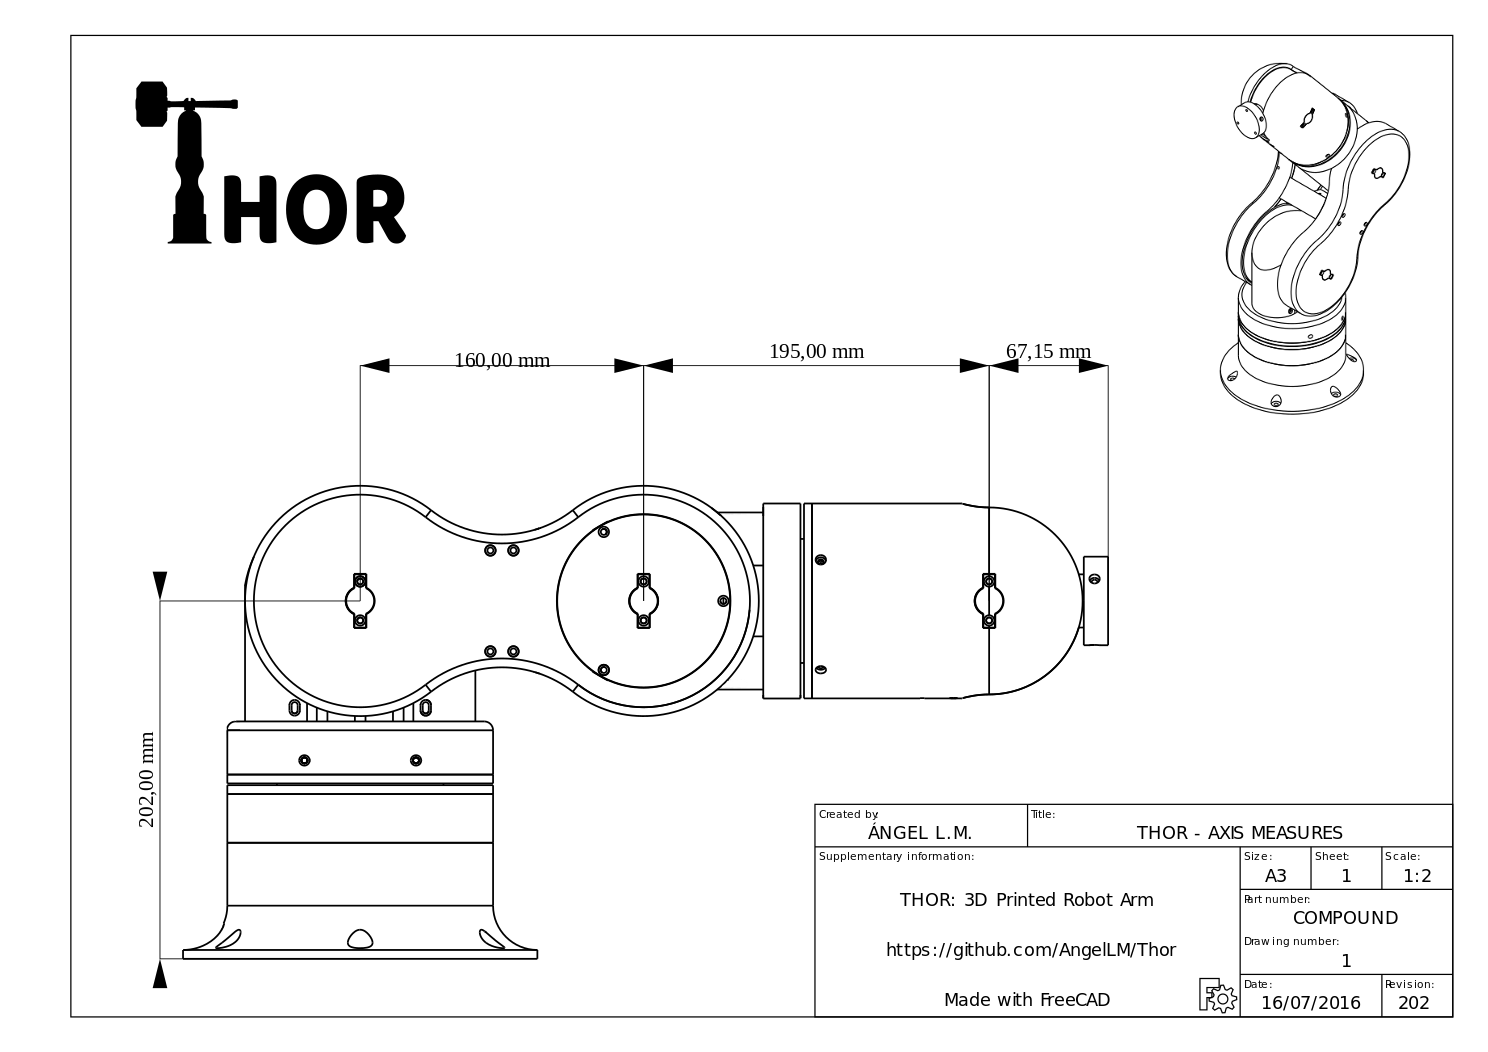 THOR
160,00 mm
195,00 mm
67,15 mm
202,00 mm
Created by:
ÁNGEL L.M.
Title:
THOR - AXIS MEASURES
Supplementary information:
THOR: 3D Printed Robot Arm
https://github.com/AngelLM/Thor
Made with FreeCAD
Size:
A3
Sheet:
1
Scale:
1:2
Part number:
COMPOUND
Drawing number:
1
Date:
16/07/2016
Revision:
202